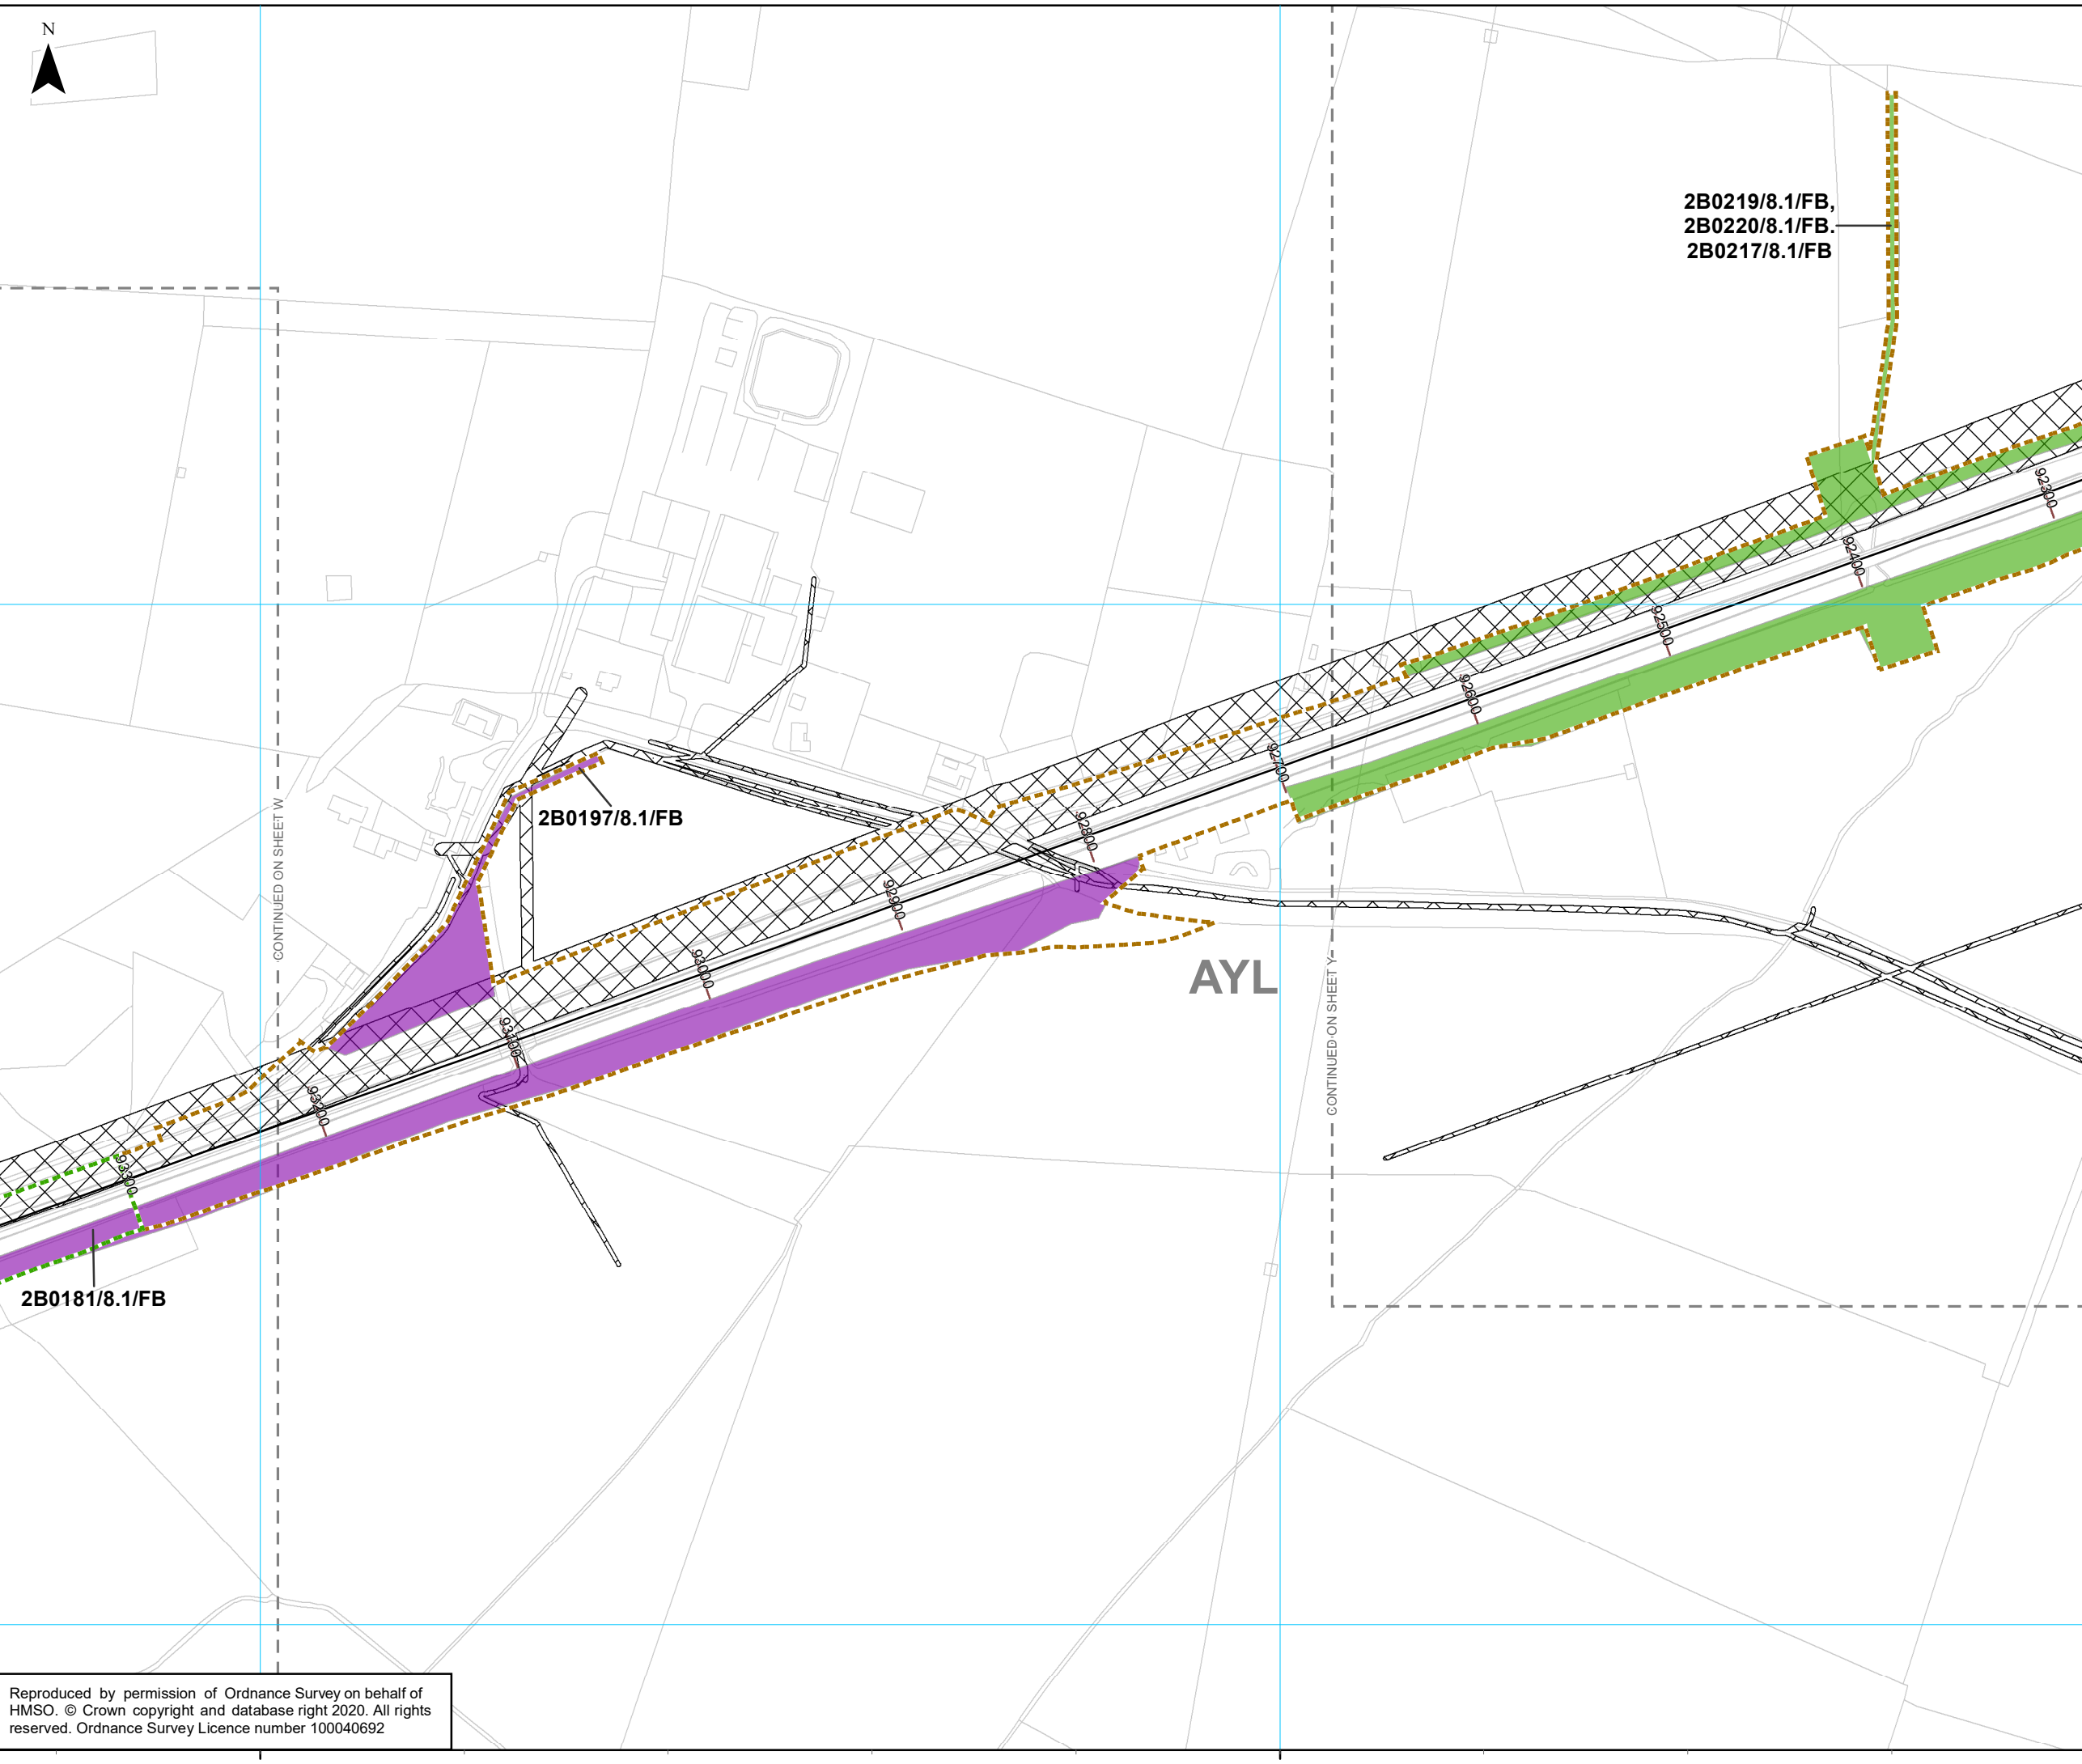 N
2B0219/8.1/FB,
2B0220/8.1/FB.
2B0217/8.1/FB
92300
92400
92500
92600
92700
92800
92900
93000
93100
93200
93300
CONTINUED ON SHEET W
CONTINUED ON SHEET Y
2B0197/8.1/FB
AYL
2B0181/8.1/FB
Reproduced by permission of Ordnance Survey on behalf of
HMSO. © Crown copyright and database right 2020. All rights
reserved. Ordnance Survey Licence number 100040692